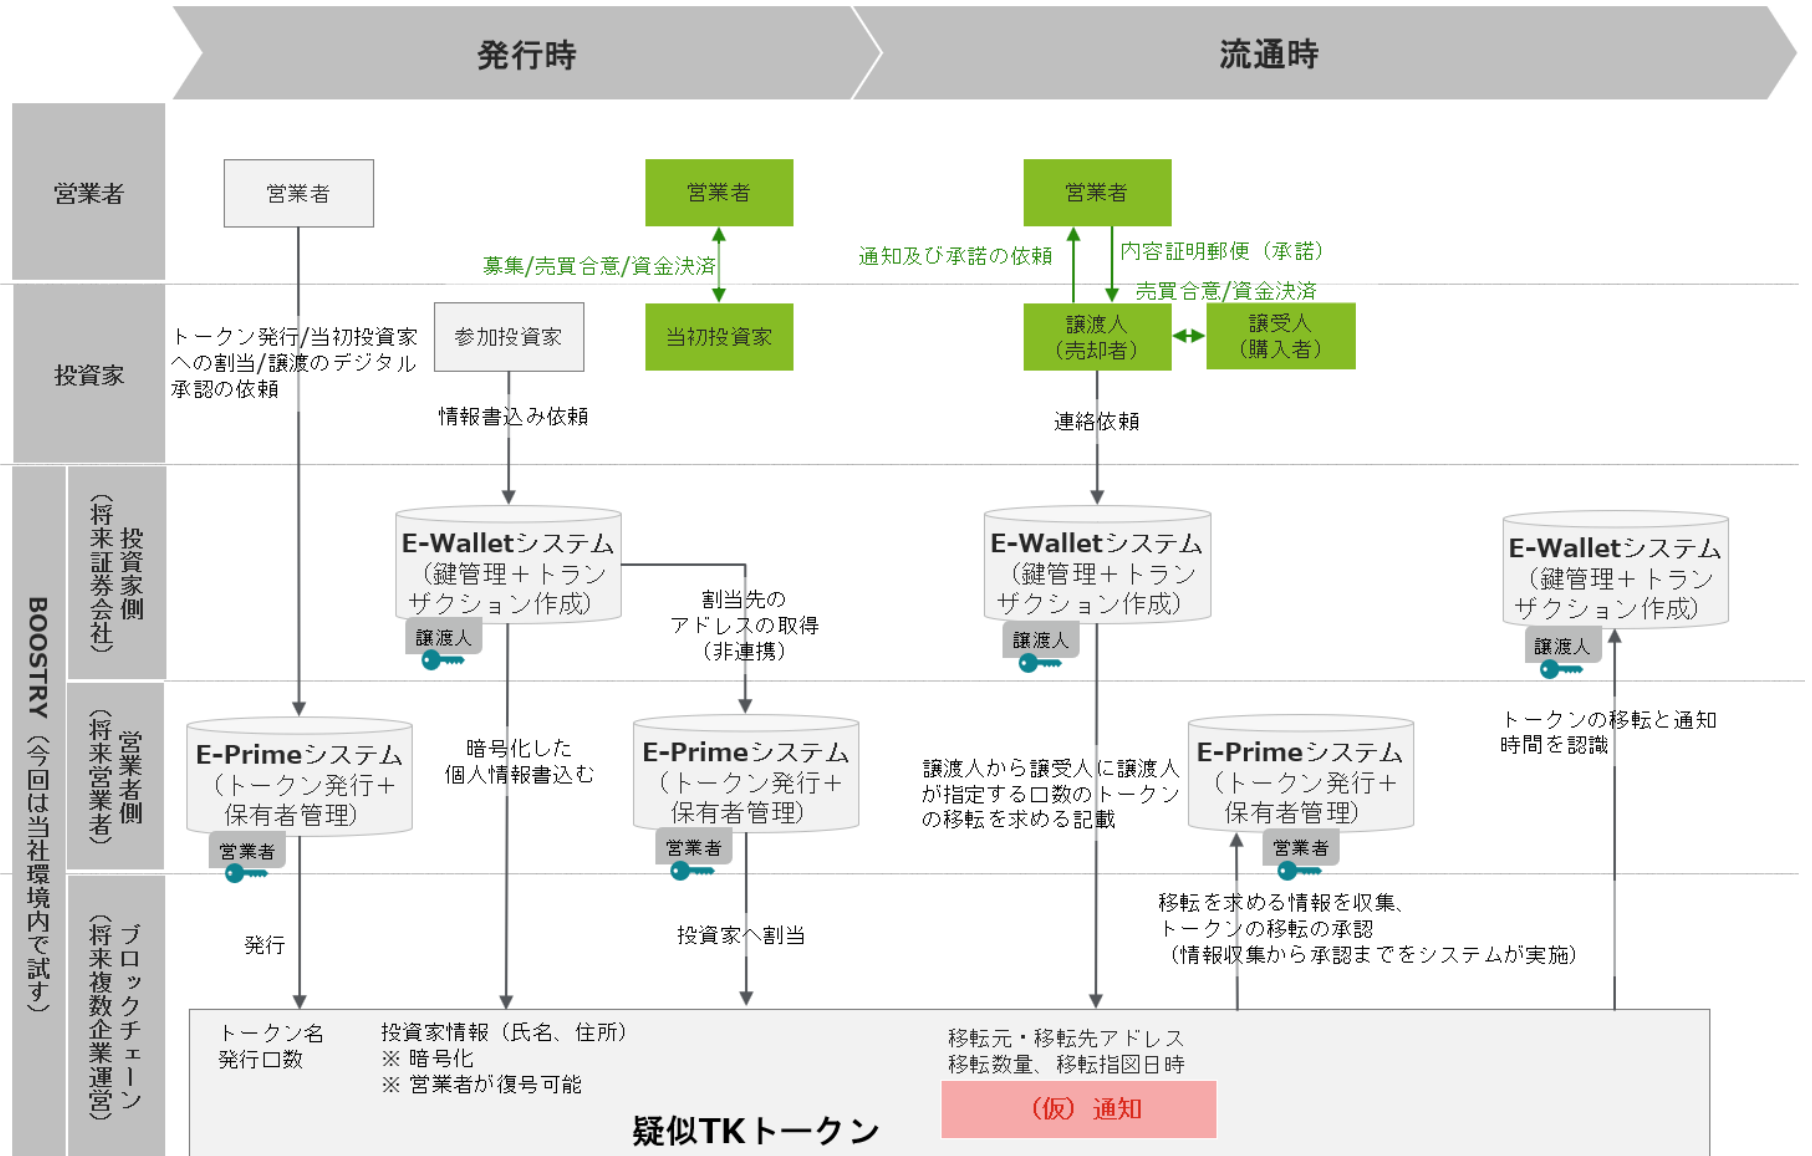 発行時
流通時
営業者
営業者
営業者
営業者
募集/売買合意/資金決済
通知及び承諾の依頼
内容証明郵便（承諾）
売買合意/資金決済
投資家
トークン発行/当初投資家
への割当/譲渡のデジタル
承認の依頼
参加投資家
当初投資家
譲渡人
（売却者）
譲受人
（購入者）
情報書込み依頼
連絡依頼
BOOSTRY（今回は当社環境内で試す）
投資家側
（将来証券会社）
E-Walletシステム
（鍵管理＋トラン
ザクション作成）
譲渡人
割当先の
アドレスの取得
（非連携）
E-Walletシステム
（鍵管理＋トラン
ザクション作成）
譲渡人
E-Walletシステム
（鍵管理＋トラン
ザクション作成）
譲渡人
営業者側
（将来営業者）
E-Primeシステム
（トークン発行＋
保有者管理）
営業者
暗号化した
個人情報書込む
E-Primeシステム
（トークン発行＋
保有者管理）
営業者
譲渡人から譲受人に譲渡人
が指定する口数のトークン
の移転を求める記載
E-Primeシステム
（トークン発行＋
保有者管理）
営業者
トークンの移転と通知
時間を認識
ブロックチェーン
（将来複数企業運営）
発行
投資家へ割当
移転を求める情報を収集、
トークンの移転の承認
（情報収集から承認までをシステムが実施）
トークン名
発行口数
投資家情報（氏名、住所）
※ 暗号化
※ 営業者が復号可能
移転元・移転先アドレス
移転数量、移転指図日時
（仮）通知
疑似TKトークン